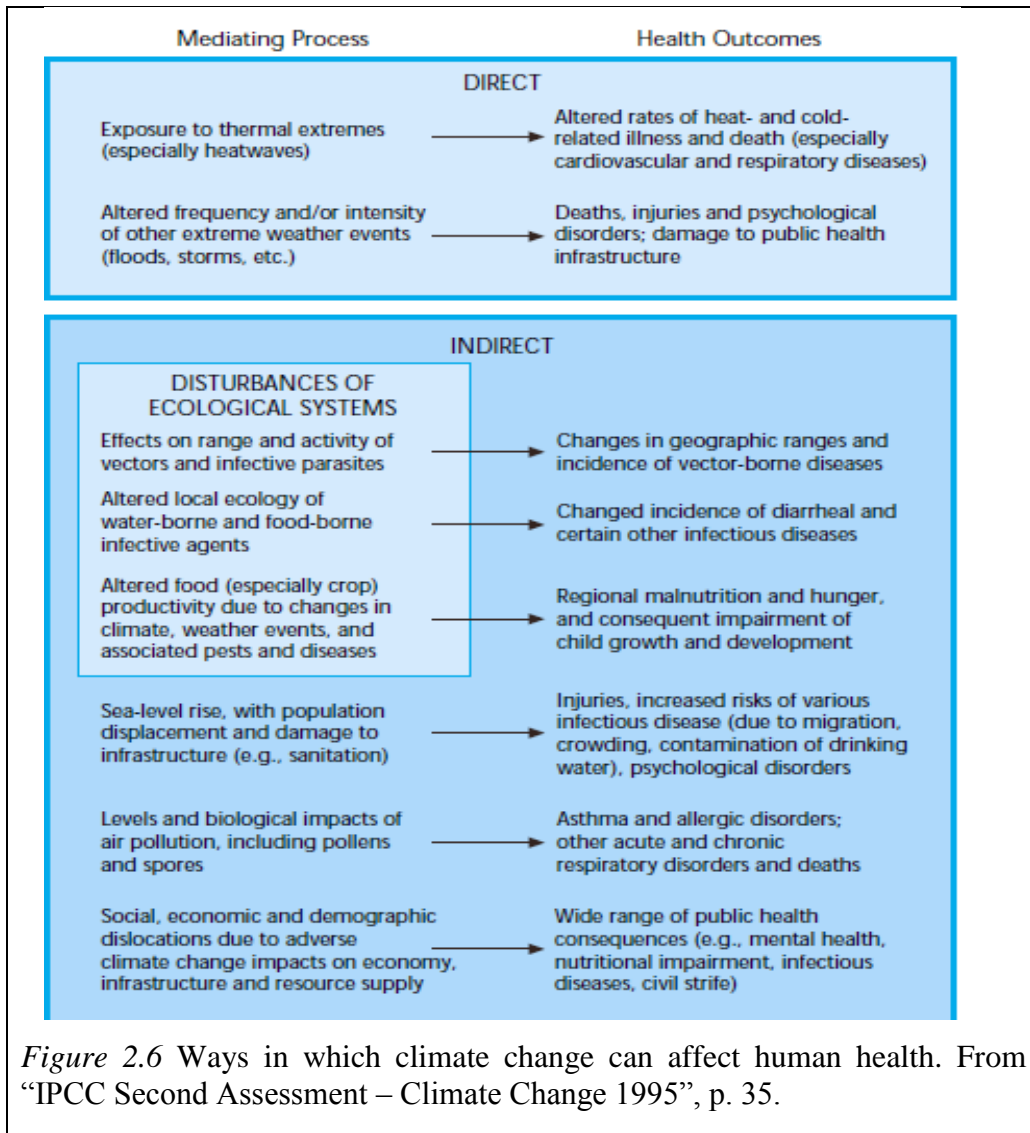 Mediating Process
Health Outcomes
DIRECT
Exposure to thermal extremes
(especially heatwaves)
Altered rates of heat- and cold-
related illness and death (especially
cardiovascular and respiratory diseases)
Altered frequency and/or intensity
of other extreme weather events
(floods, storms, etc.)
Deaths, injuries and psychological
disorders; damage to public health
infrastructure
INDIRECT
DISTURBANCES OF
ECOLOGICAL SYSTEMS
Effects on range and activity of
vectors and infective parasites
Changes in geographic ranges and
incidence of vector-borne diseases
Altered local ecology of
water-borne and food-borne
infective agents
Changed incidence of diarrheal and
certain other infectious diseases
Altered food (especially crop)
productivity due to changes in
climate, weather events, and
associated pests and diseases
Regional malnutrition and hunger,
and consequent impairment of
child growth and development
Sea-level rise, with population
displacement and damage to
infrastructure (e.g., sanitation)
Injuries, increased risks of various
infectious disease (due to migration,
crowding, contamination of drinking
water), psychological disorders
Levels and biological impacts of
air pollution, including pollens
and spores
Asthma and allergic disorders;
other acute and chronic
respiratory disorders and deaths
Social, economic and demographic
dislocations due to adverse
climate change impacts on economy,
infrastructure and resource supply
Wide range of public health
consequences (e.g., mental health,
nutritional impairment, infectious
diseases, civil strife)
Figure 2.6 Ways in which climate change can affect human health. From
“IPCC Second Assessment – Climate Change 1995”, p. 35.